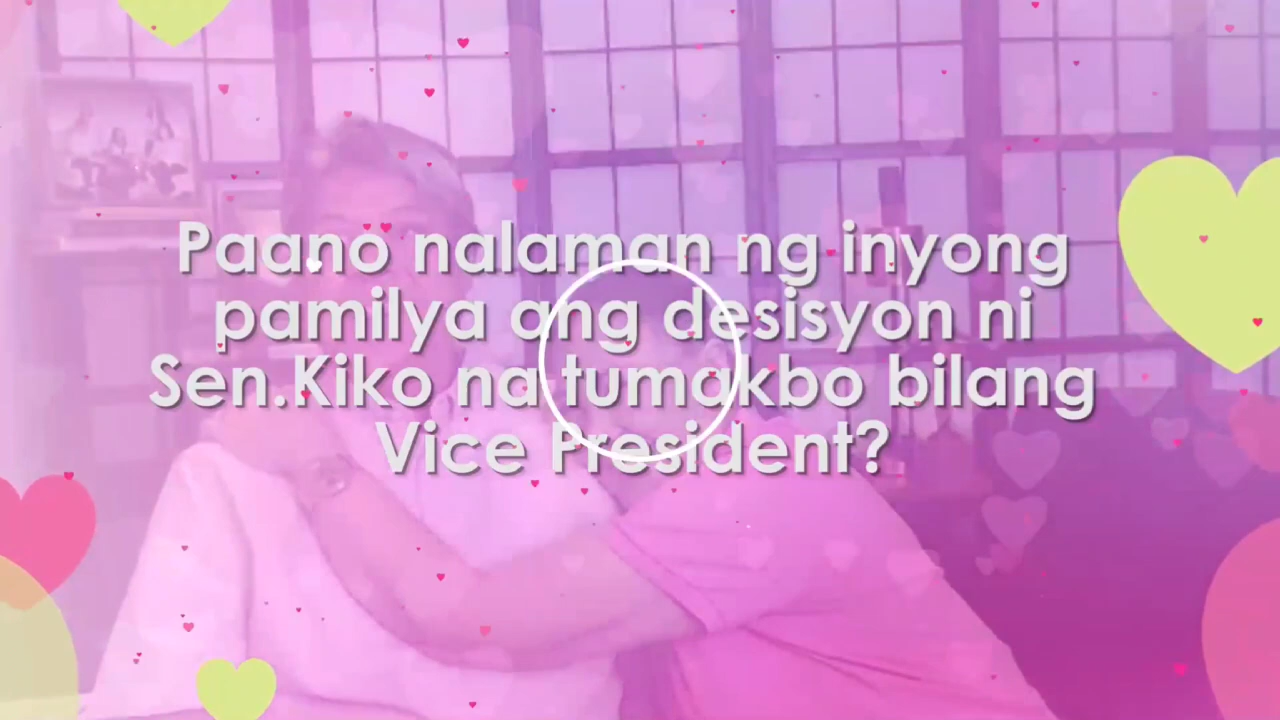 Paano nalaman ng inyong
pamilya ang desisyon ni
Sen.Kiko na tumakbo bilang
Vice President?